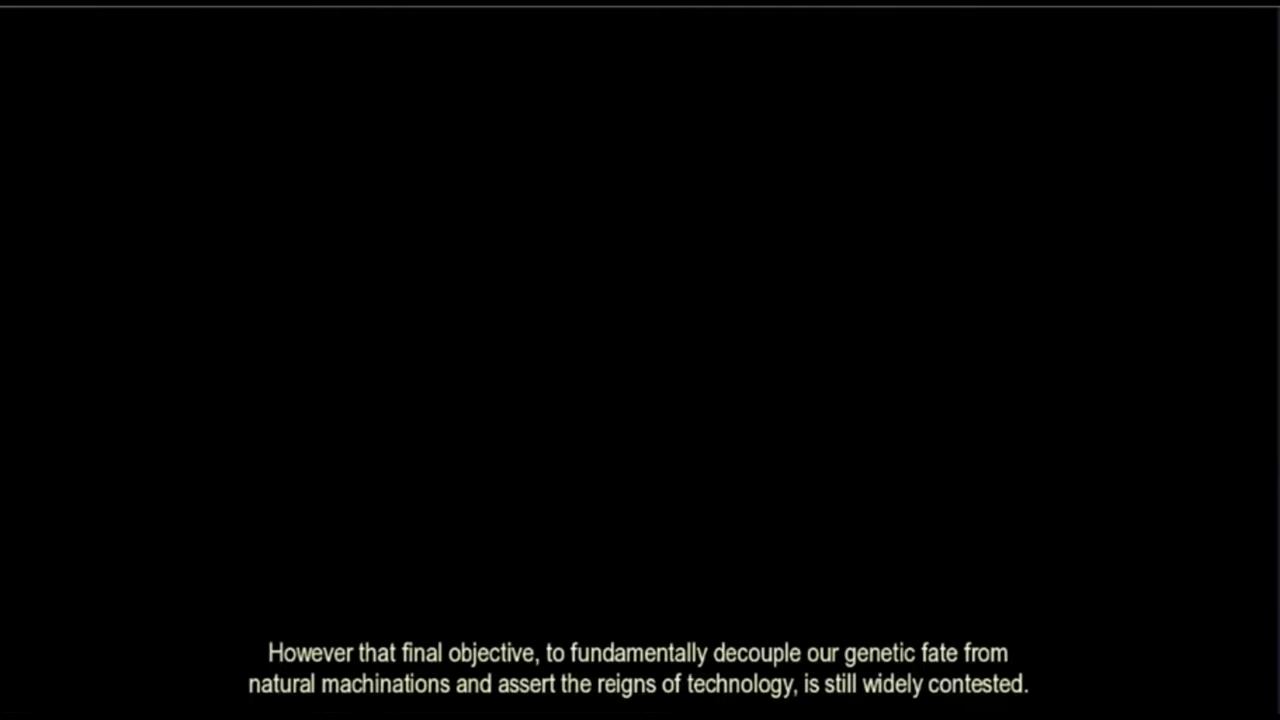 However that final objective, to fundamentally decouple our genetic fate from
natural machinations and assert the reigns of technology, is still widely contested.